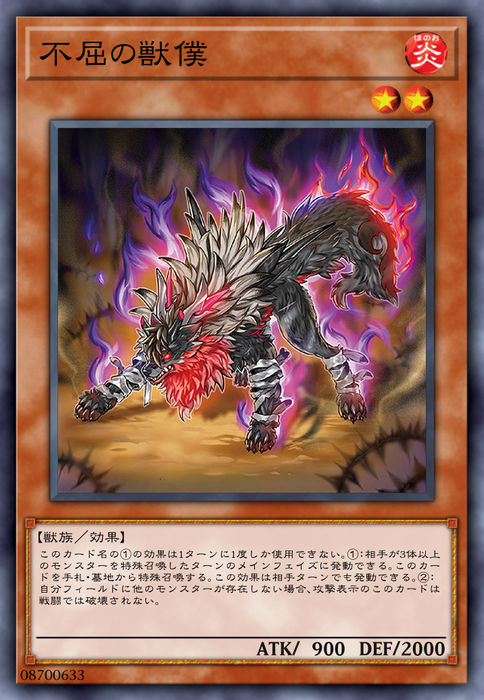 不屈の獣僕
ほのお
炎
【獣族／効果】
このカード名の①の効果は1ターンに1度しか使用できない。①：相手が3体以上
のモンスターを特殊召喚したターンのメインフェイズに発動できる。このカー
ドを手札・墓地から特殊召喚する。この効果は相手ターンでも発動できる。②：
自分フィールドに他のモンスターが存在しない場合、攻撃表示のこのカードは
戦闘では破壊されない。
ATK/ 900 DEF/2000
08700633